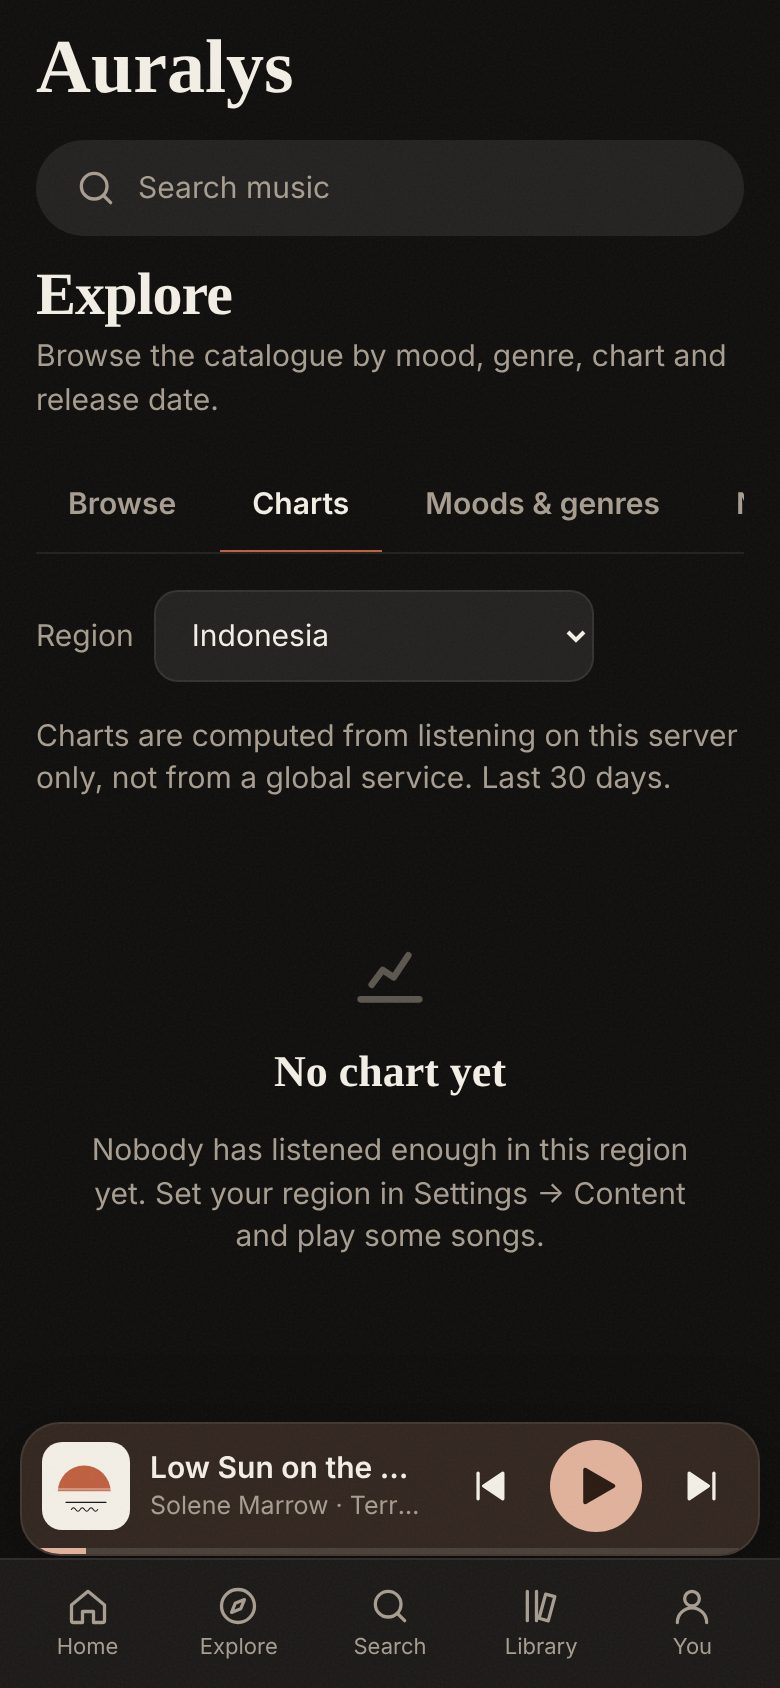 Auralys
Search music
Explore
Browse the catalogue by mood, genre, chart and
release date.
Browse Charts Moods & genres
Region Indonesia
Charts are computed from listening on this server
only, not from a global service. Last 30 days.
No chart yet
Nobody has listened enough in this region
yet. Set your region in Settings → Content
and play some songs.
Low Sun on the ...
Solene Marrow · Terr...
Home Explore Search Library You